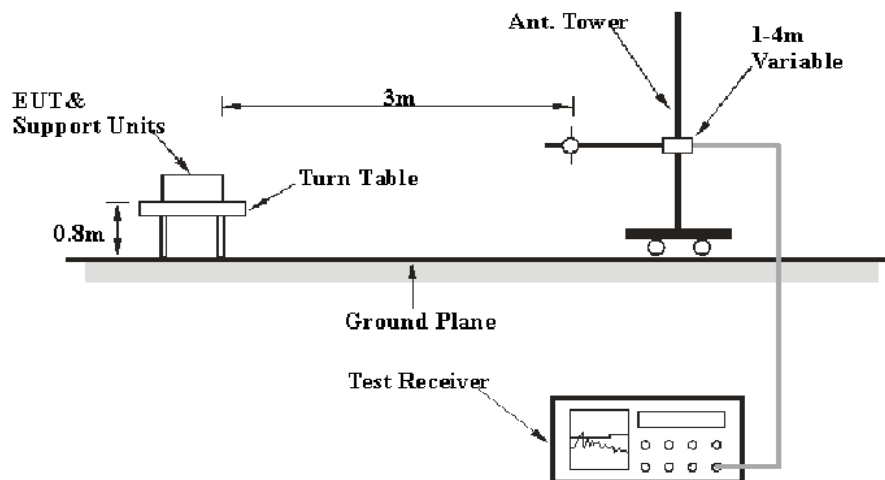 Ant. Tower
1-4m
Variable
3m
EUT &
Support Units
Turn Table
0.8m
Ground Plane
Test Receiver